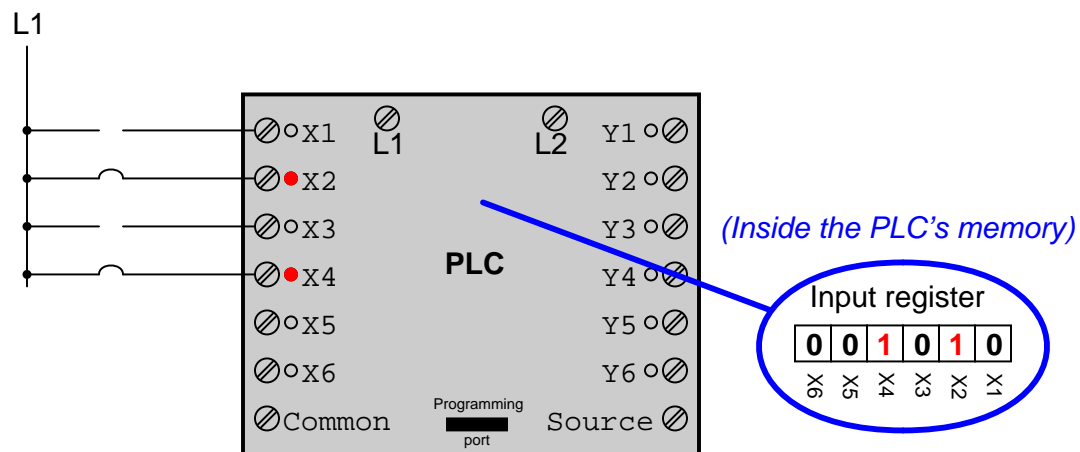 L1
X1
L1
L2
Y1
X2
Y2
X3
Y3
(Inside the PLC's memory)
PLC
X4
Y4
Input register
X5
Y5
0 0 1 0 1 0
X6
Y6
X6 X5 X4 X3 X2 X1
Programming
Common
Source
port